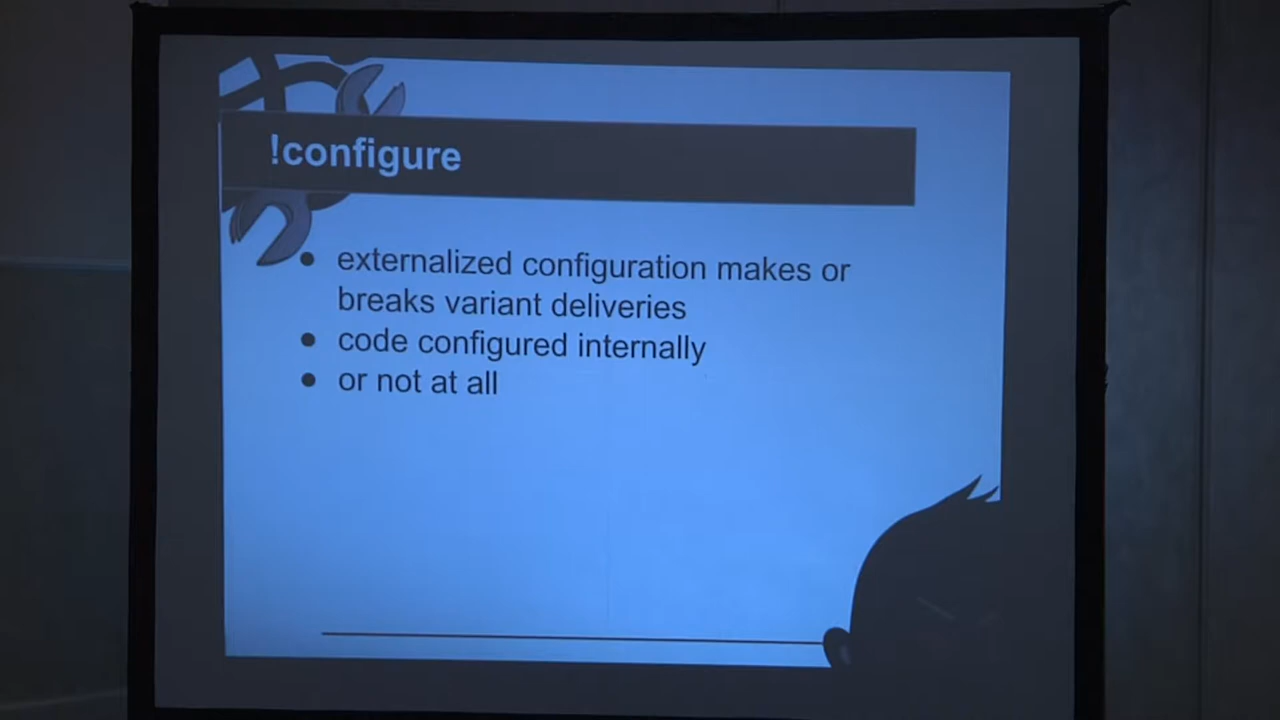 !configure
externalized configuration makes or
breaks variant deliveries
code configured internally
or not at all